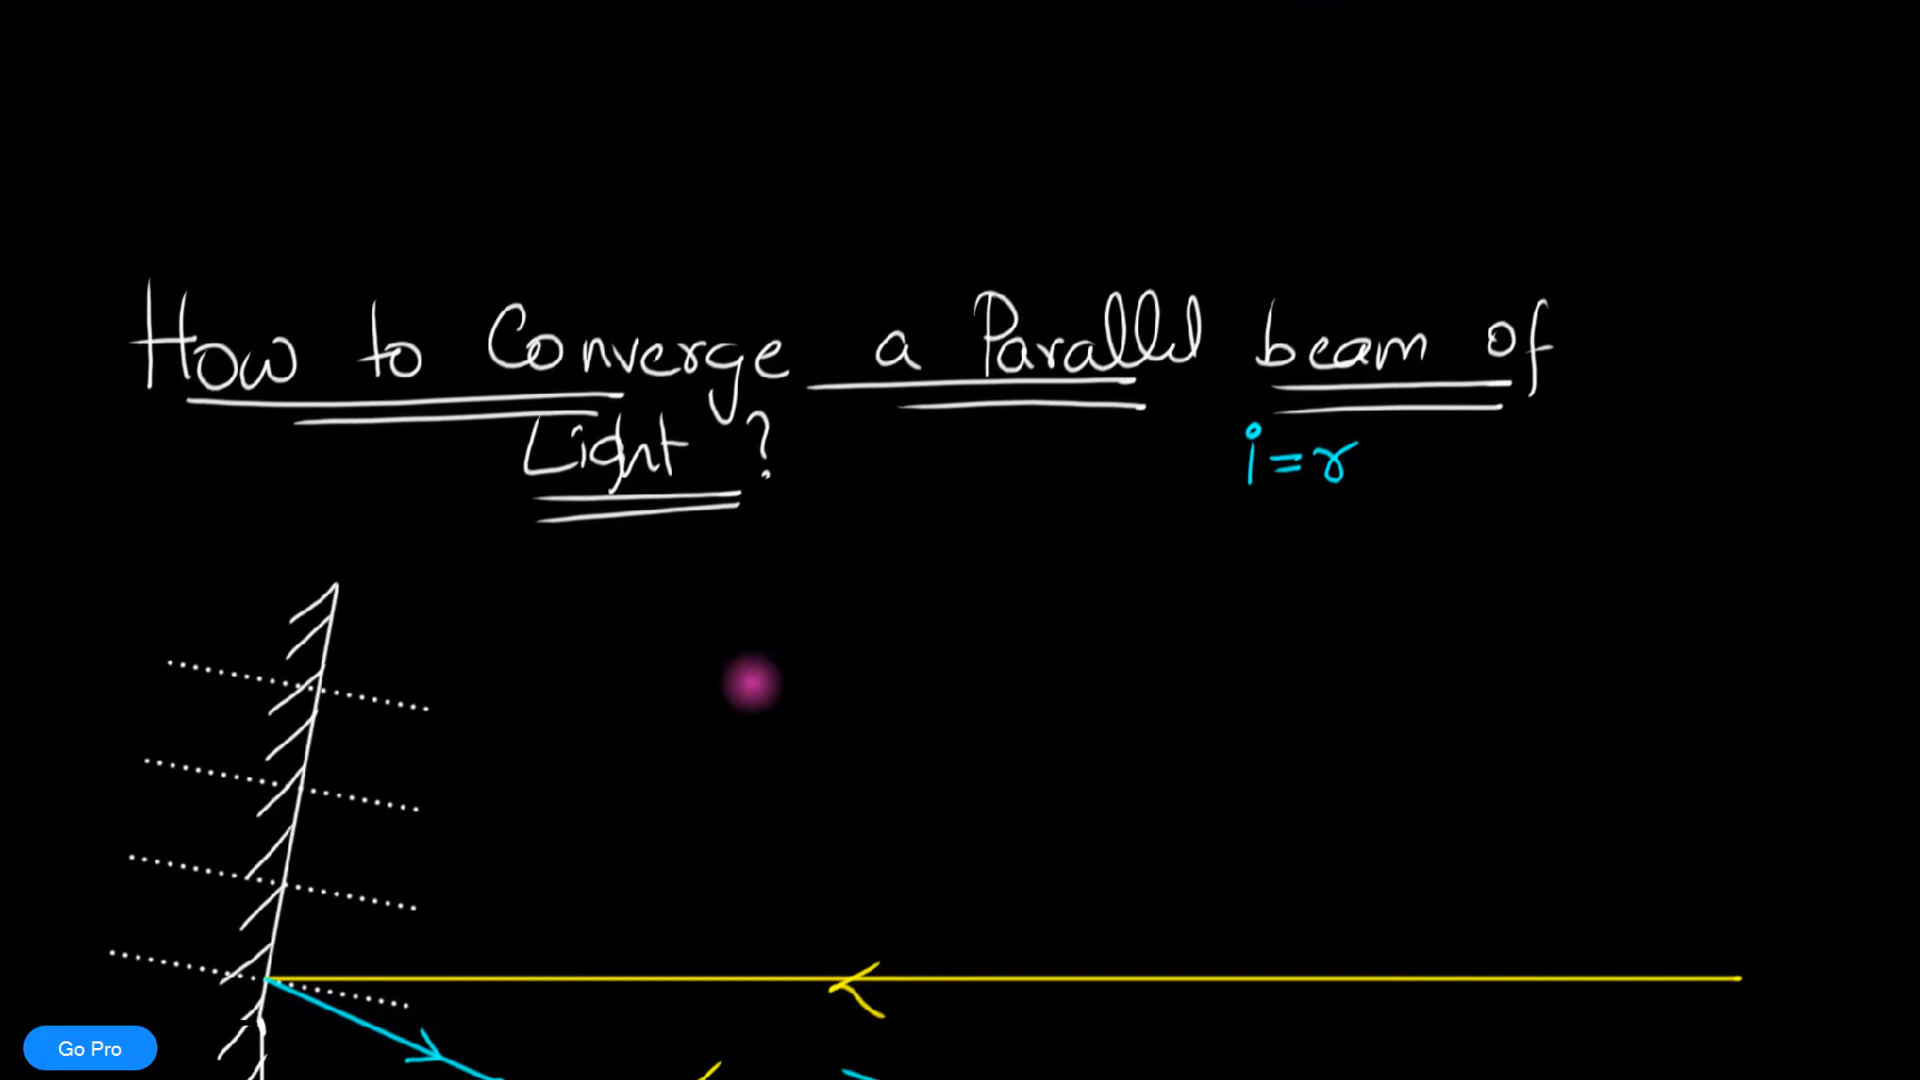 How to Converge a Parallel beam of
Light ?
i = r
Go Pro